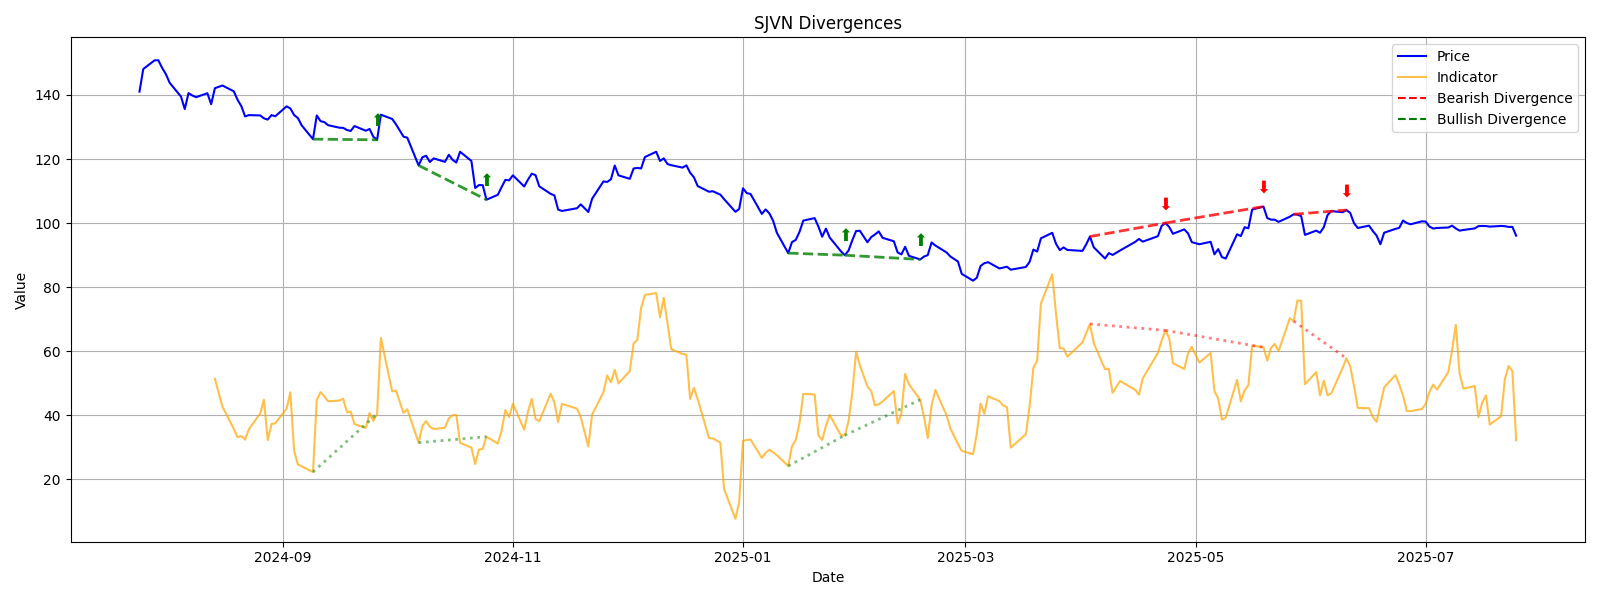 SJVN Divergences
Price
Indicator
Bearish Divergence
Bullish Divergence
Value
140
120
100
80
60
40
20
2024-09
2024-11
2025-01
2025-03
2025-05
2025-07
Date